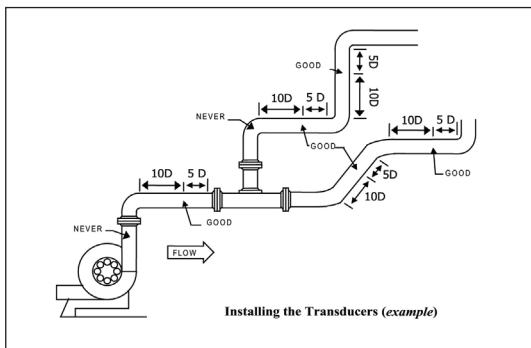 GOOD
5D
10D
10D 5 D
NEVER
GOOD
10D 5 D
GOOD
5D
10D
10D 5 D
GOOD
NEVER
FLOW
Installing the Transducers (example)